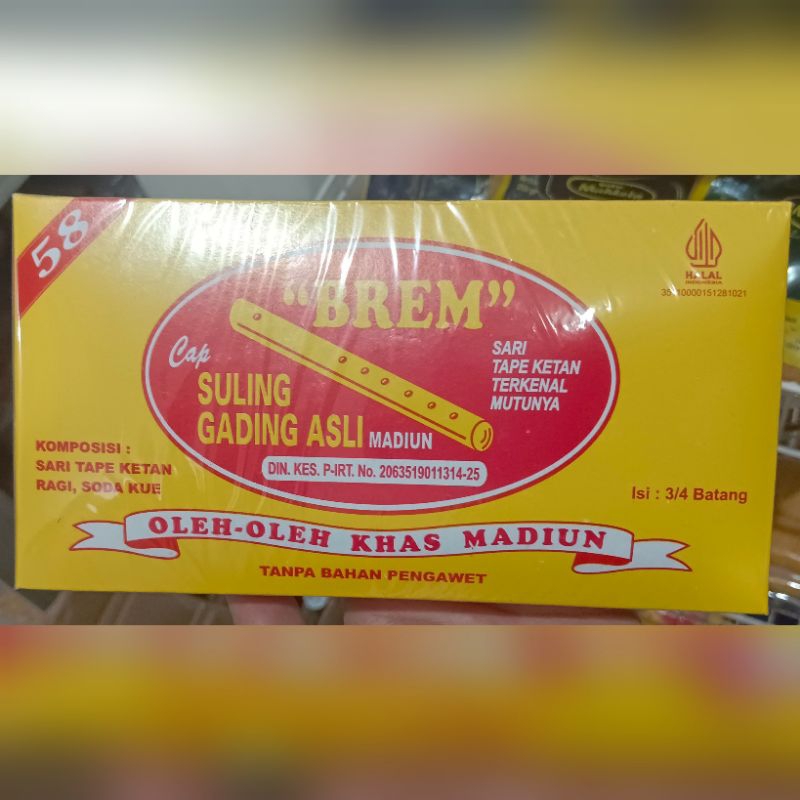 58
"BREM"
Cap
SULING
GADING ASLI MADIUN
SARI
TAPE KETAN
TERKENAL
MUTUNYA
DIN. KES. P-IRT. No. 2063519011314-25
HALAL
INDONESIA
KOMPOSISI :
SARI TAPE KETAN
RAGI, SODA KUE
Isi : 3/4 Batang
OLEH-OLEH KHAS MADIUN
TANPA BAHAN PENGAWET